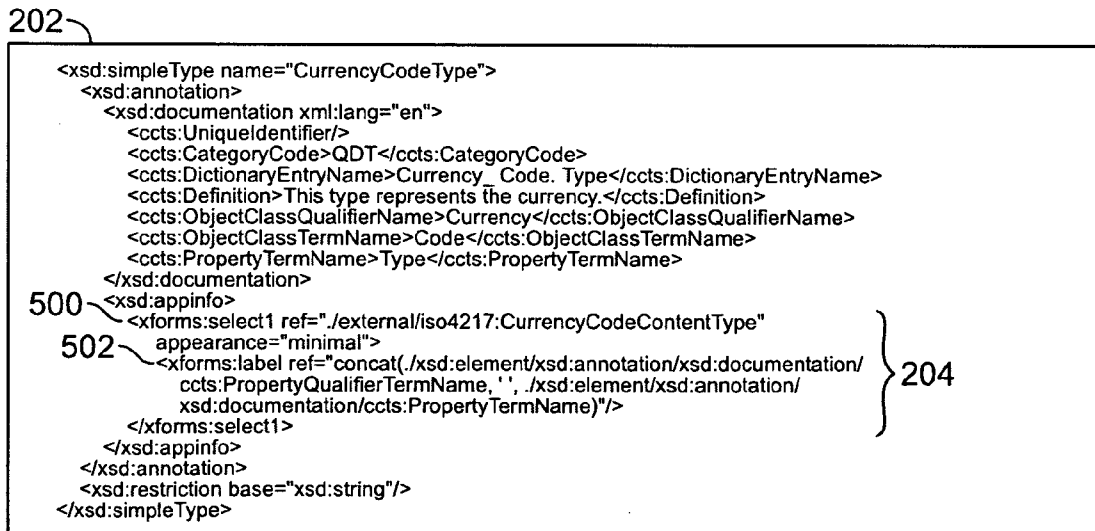 202
<xsd:simpleType name="CurrencyCodeType">
<xsd:annotation>
<xsd:documentation xml:lang="en">
<ccts:UniqueIdentifier/>
<ccts:CategoryCode>QDT</ccts:CategoryCode>
<ccts:DictionaryEntryName>Currency_ Code. Type</ccts:DictionaryEntryName>
<ccts:Definition>This type represents the currency.</ccts:Definition>
<ccts:ObjectClassQualifierName>Currency</ccts:ObjectClassQualifierName>
<ccts:ObjectClassTermName>Code</ccts:ObjectClassTermName>
<ccts:PropertyTermName>Type</ccts:PropertyTermName>
</xsd:documentation>
<xsd:appinfo>
500 <xforms:select1 ref="./external/iso4217:CurrencyCodeContentType"
appearance="minimal">
502 <xforms:label ref="concat(./xsd:element/xsd:annotation/xsd:documentation/
ccts:PropertyQualifierTermName, ' ', ./xsd:element/xsd:annotation/
xsd:documentation/ccts:PropertyTermName)"/>
204
</xforms:select1>
</xsd:appinfo>
</xsd:annotation>
<xsd:restriction base="xsd:string"/>
</xsd:simpleType>